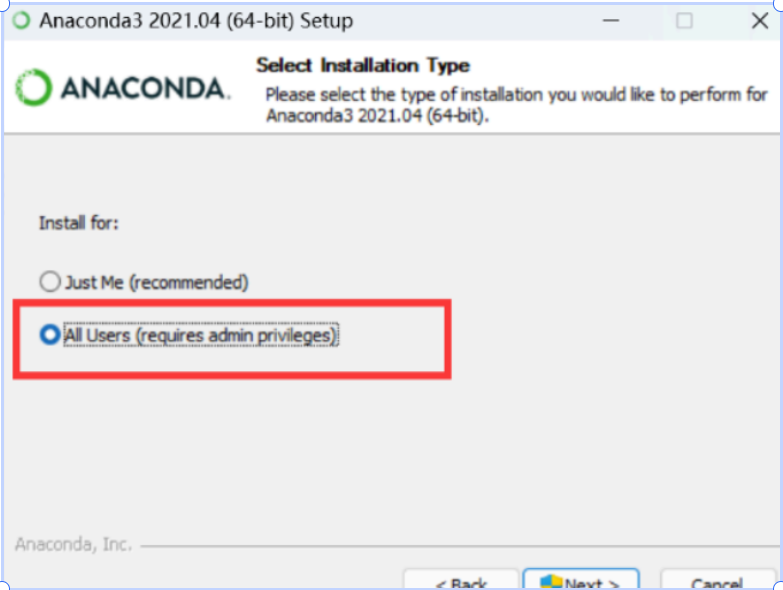 Anaconda3 2021.04 (64-bit) Setup
ANACONDA.
Select Installation Type
Please select the type of installation you would like to perform for
Anaconda3 2021.04 (64-bit).
Install for:
Just Me (recommended)
All Users (requires admin privileges)
Anaconda, Inc.
< Back Next > Cancel